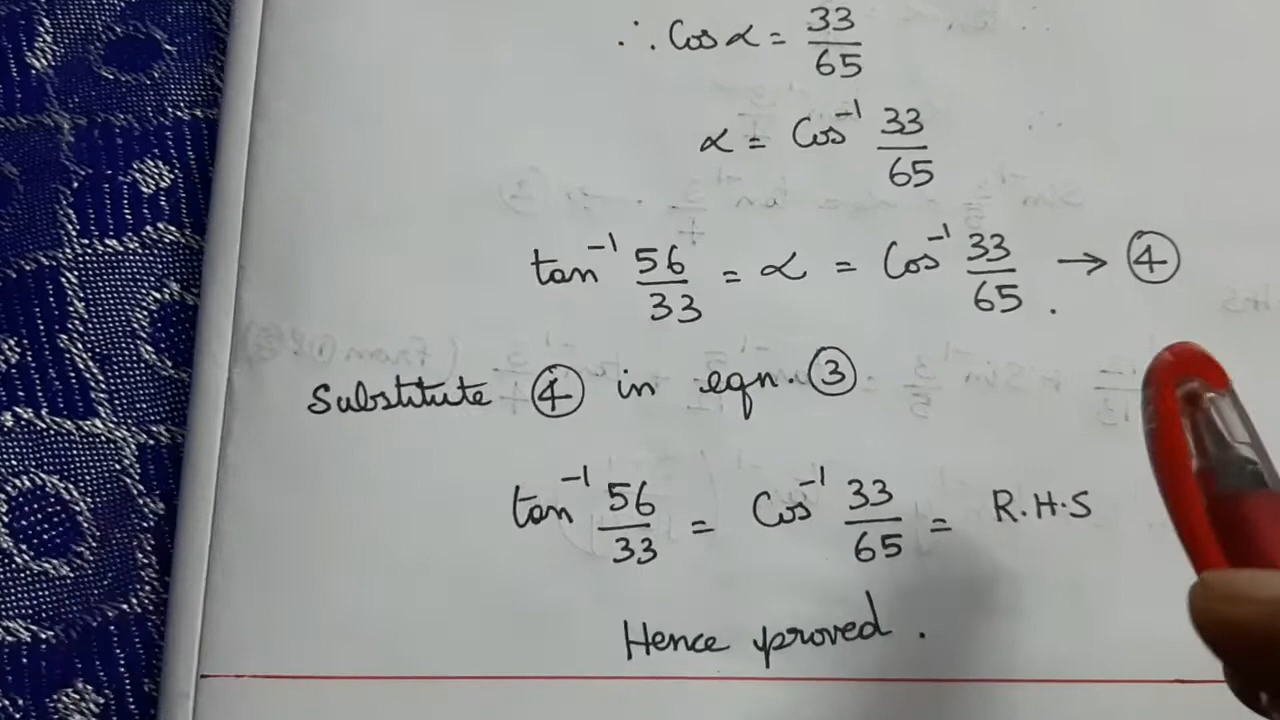 ∴ Cos α = 33/65
α = Cos⁻¹ 33/65
tan⁻¹ 56/33 = α = Cos⁻¹ 33/65 . → ④
Substitute ④ in eqn. ③
tan⁻¹ 56/33 = Cos⁻¹ 33/65 = R.H.S
Hence proved .